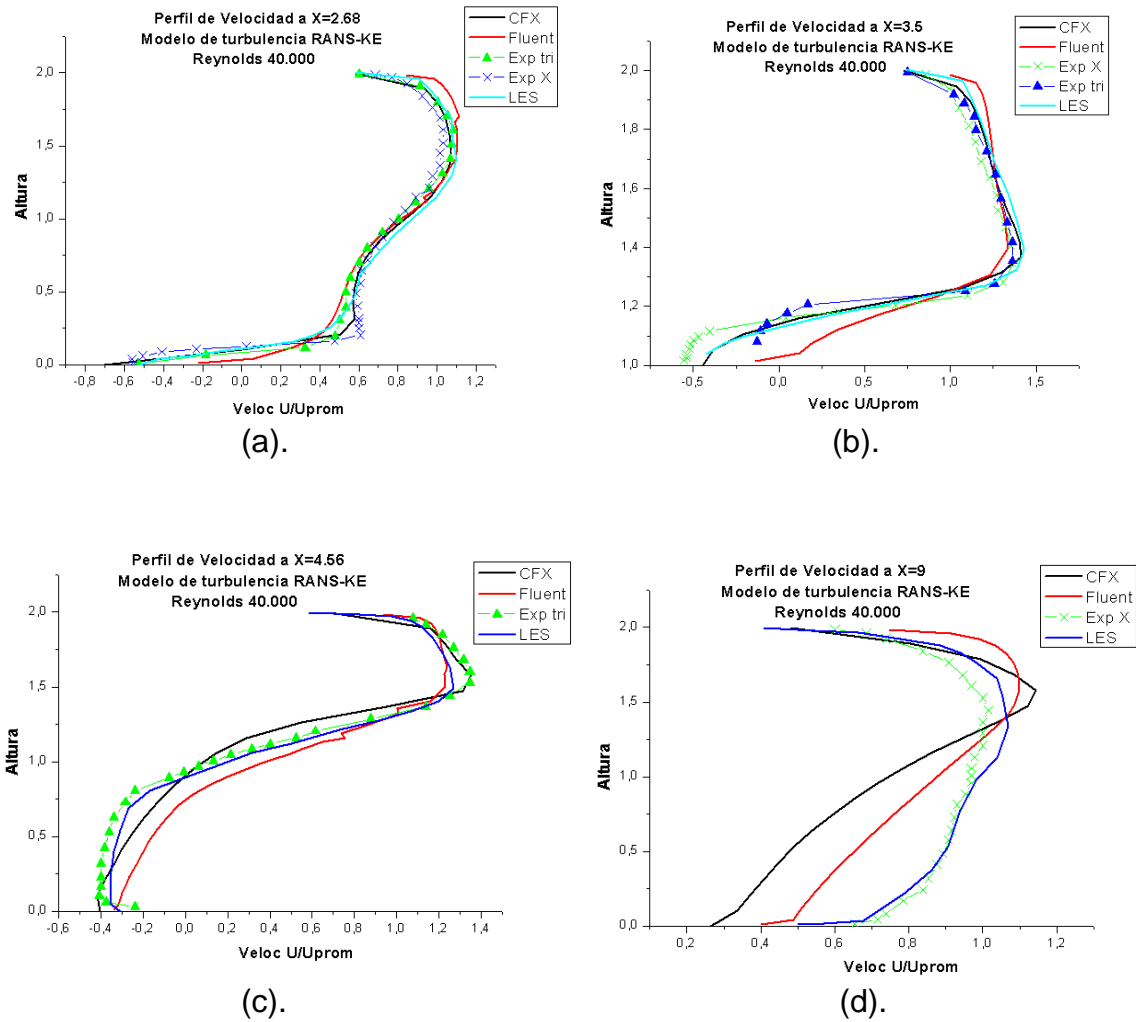 Perfil de Velocidad a X=2.68
Modelo de turbulencia RANS-KE
Reynolds 40.000
CFX
Fluent
Exp tri
Exp X
LES
2,0
1,5
1,0
0,5
0,0
Altura
-0,8 -0,6 -0,4 -0,2 0,0 0,2 0,4 0,6 0,8 1,0 1,2
Veloc U/Uprom
(a).
Perfil de Velocidad a X=3.5
Modelo de turbulencia RANS-KE
Reynolds 40.000
CFX
Fluent
Exp X
Exp tri
LES
2,0
1,8
1,6
1,4
1,2
1,0
Altura
-0,5 0,0 0,5 1,0 1,5
Veloc U/Uprom
(b).
Perfil de Velocidad a X=4.56
Modelo de turbulencia RANS-KE
Reynolds 40.000
CFX
Fluent
Exp tri
LES
2,0
1,5
1,0
0,5
0,0
Altura
-0,6 -0,4 -0,2 0,0 0,2 0,4 0,6 0,8 1,0 1,2 1,4
Veloc U/Uprom
(c).
Perfil de Velocidad a X=9
Modelo de turbulencia RANS-KE
Reynolds 40.000
CFX
Fluent
Exp X
LES
2,0
1,5
1,0
0,5
0,0
Altura
0,2 0,4 0,6 0,8 1,0 1,2
Veloc U/Uprom
(d).